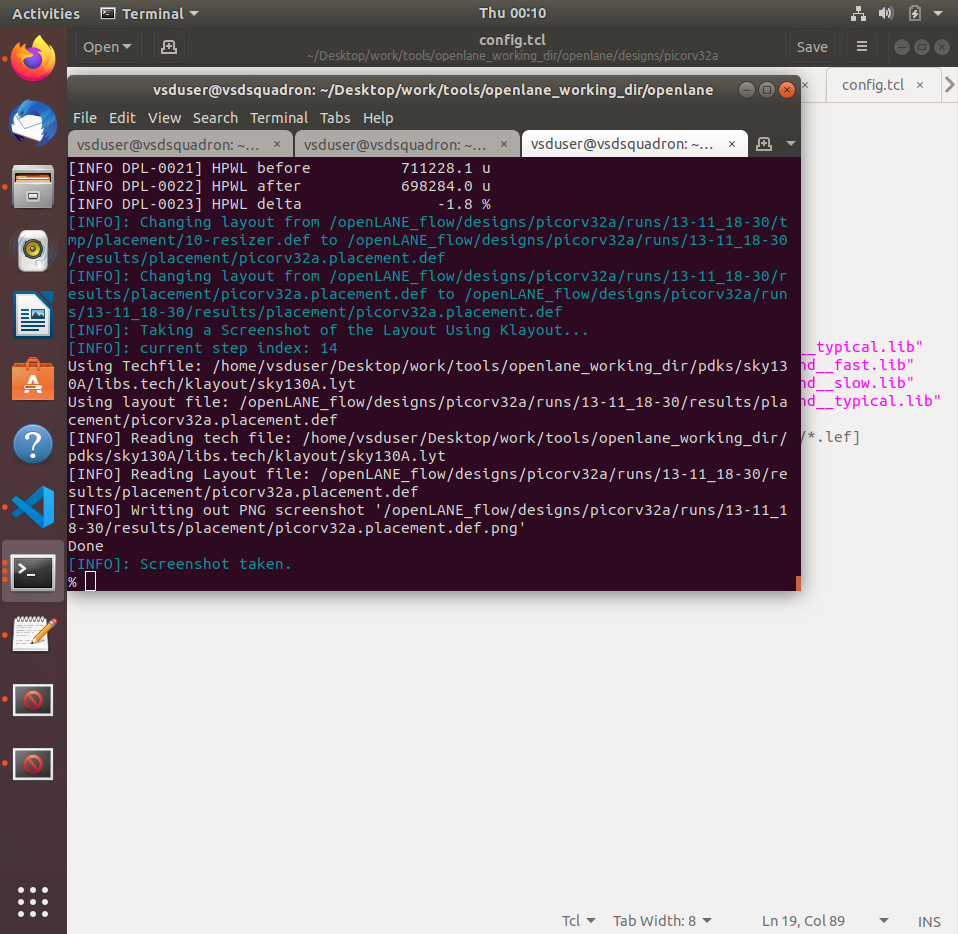 Activities Terminal Thu 00:10
Open config.tcl Save
~/Desktop/work/tools/openlane_working_dir/openlane/designs/picorv32a
config.tcl ×
vsduser@vsdsquadron: ~/Desktop/work/tools/openlane_working_dir/openlane
File Edit View Search Terminal Tabs Help
vsduser@vsdsquadron: ~... × vsduser@vsdsquadron: ~... × vsduser@vsdsquadron: ~... ×
[INFO DPL-0021] HPWL before          711228.1 u
[INFO DPL-0022] HPWL after           698284.0 u
[INFO DPL-0023] HPWL delta               -1.8 %
[INFO]: Changing layout from /openLANE_flow/designs/picorv32a/runs/13-11_18-30/t
mp/placement/10-resizer.def to /openLANE_flow/designs/picorv32a/runs/13-11_18-30
/results/placement/picorv32a.placement.def
[INFO]: Changing layout from /openLANE_flow/designs/picorv32a/runs/13-11_18-30/r
esults/placement/picorv32a.placement.def to /openLANE_flow/designs/picorv32a/run
s/13-11_18-30/results/placement/picorv32a.placement.def
[INFO]: Taking a Screenshot of the Layout Using Klayout...
[INFO]: current step index: 14
Using Techfile: /home/vsduser/Desktop/work/tools/openlane_working_dir/pdks/sky13
0A/libs.tech/klayout/sky130A.lyt
Using layout file: /openLANE_flow/designs/picorv32a/runs/13-11_18-30/results/pla
cement/picorv32a.placement.def
[INFO] Reading tech file: /home/vsduser/Desktop/work/tools/openlane_working_dir/
pdks/sky130A/libs.tech/klayout/sky130A.lyt
[INFO] Reading Layout file: /openLANE_flow/designs/picorv32a/runs/13-11_18-30/re
sults/placement/picorv32a.placement.def
[INFO] Writing out PNG screenshot '/openLANE_flow/designs/picorv32a/runs/13-11_1
8-30/results/placement/picorv32a.placement.def.png'
Done
[INFO]: Screenshot taken.
%
__typical.lib"
nd__fast.lib"
nd__slow.lib"
nd__typical.lib"
/*.lef]
Tcl Tab Width: 8 Ln 19, Col 89 INS